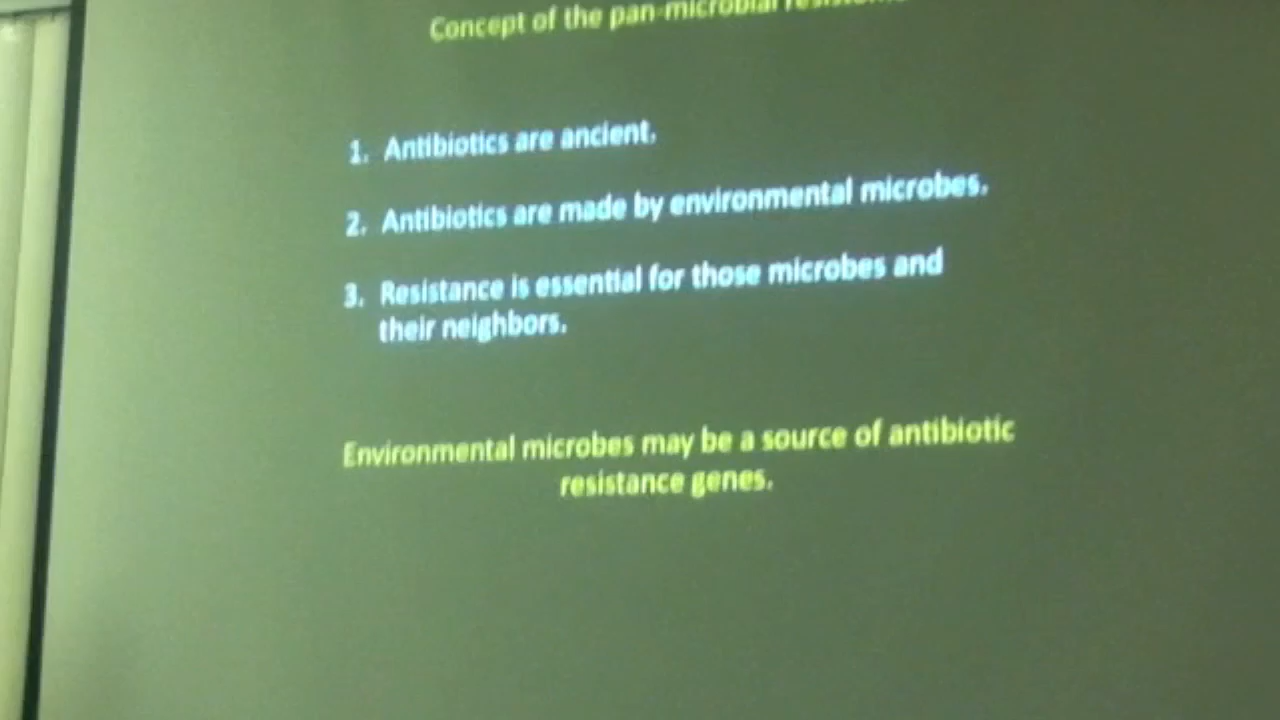 Concept of the pan-microbial
1. Antibiotics are ancient.
2. Antibiotics are made by environmental microbes.
3. Resistance is essential for those microbes and
their neighbors.
Environmental microbes may be a source of antibiotic
resistance genes.